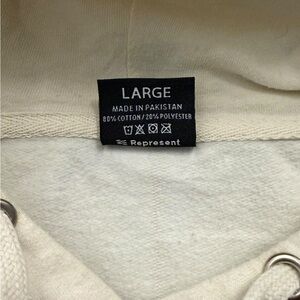 LARGE
MADE IN PAKISTAN
80% COTTON / 20% POLYESTER
Represent